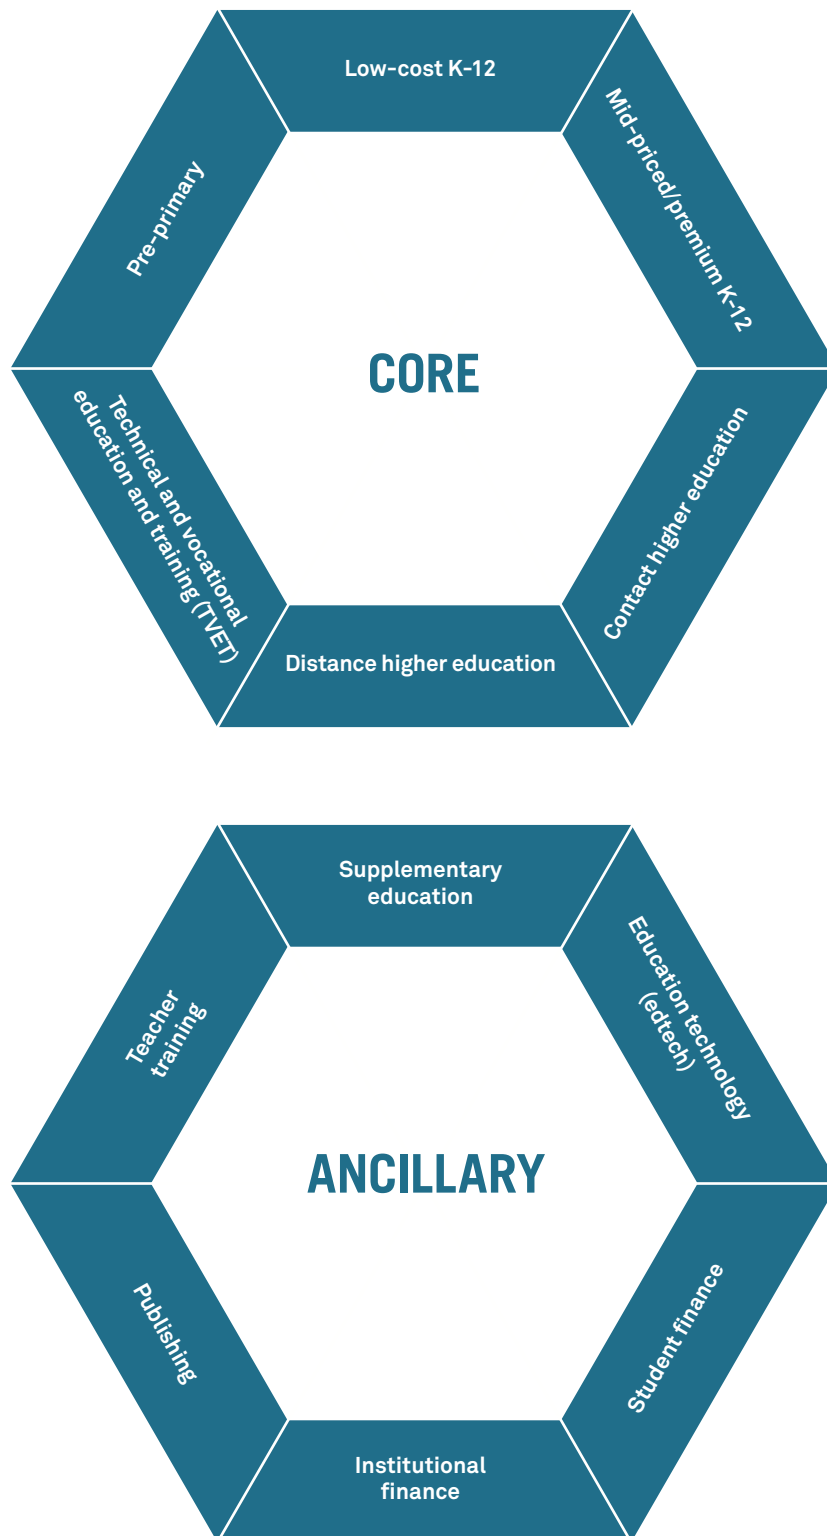 Low-cost K-12
Mid-priced/premium K-12
Pre-primary
CORE
Technical and vocational
education and training (TVET)
Contact higher education
Distance higher education
Supplementary
education
Education technology
(edtech)
Teacher
training
ANCILLARY
Publishing
Student finance
Institutional
finance